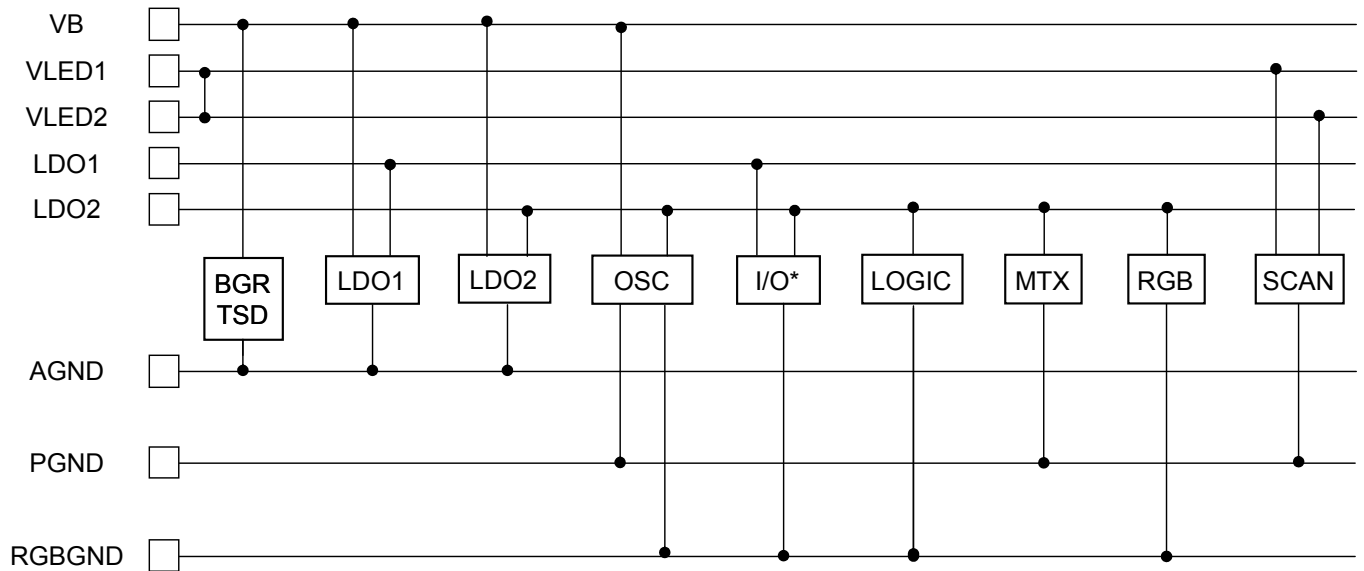 VB
VLED1
VLED2
LDO1
LDO2
BGR
TSD
LDO1
LDO2
OSC
I/O*
LOGIC
MTX
RGB
SCAN
AGND
PGND
RGBGND